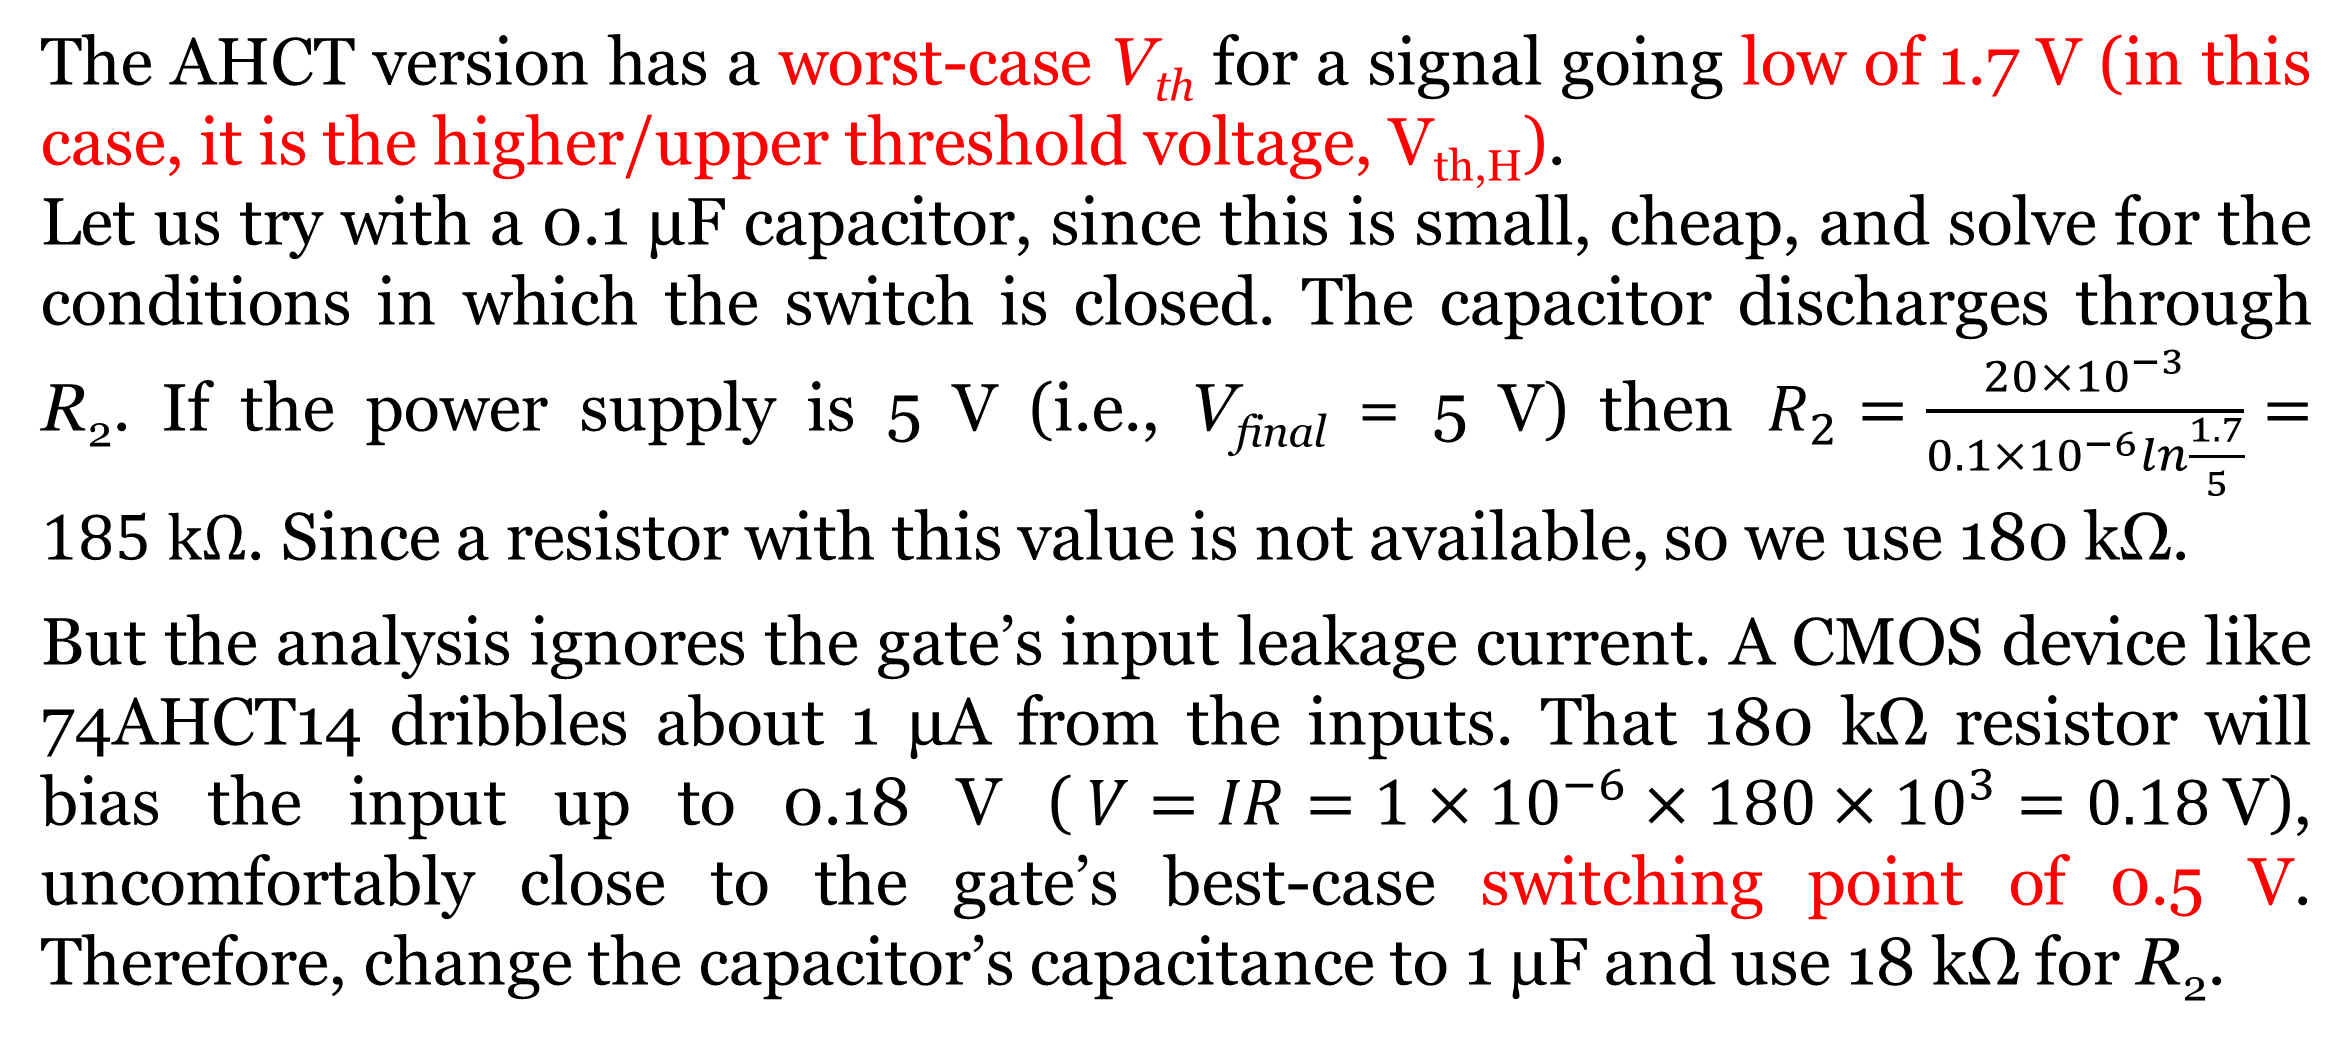 The AHCT version has a worst-case V_th for a signal going low of 1.7 V (in this
case, it is the higher/upper threshold voltage, V_th,H).
Let us try with a 0.1 µF capacitor, since this is small, cheap, and solve for the
conditions in which the switch is closed. The capacitor discharges through
R₂. If the power supply is 5 V (i.e., V_final = 5 V) then R₂ = \frac{20×10⁻³}{0.1×10⁻⁶ ln\frac{1.7}{5}} =
185 kΩ. Since a resistor with this value is not available, so we use 180 kΩ.
But the analysis ignores the gate’s input leakage current. A CMOS device like
74AHCT14 dribbles about 1 µA from the inputs. That 180 kΩ resistor will
bias the input up to 0.18 V (V = IR = 1 × 10⁻⁶ × 180 × 10³ = 0.18 V),
uncomfortably close to the gate’s best-case switching point of 0.5 V.
Therefore, change the capacitor’s capacitance to 1 µF and use 18 kΩ for R₂.